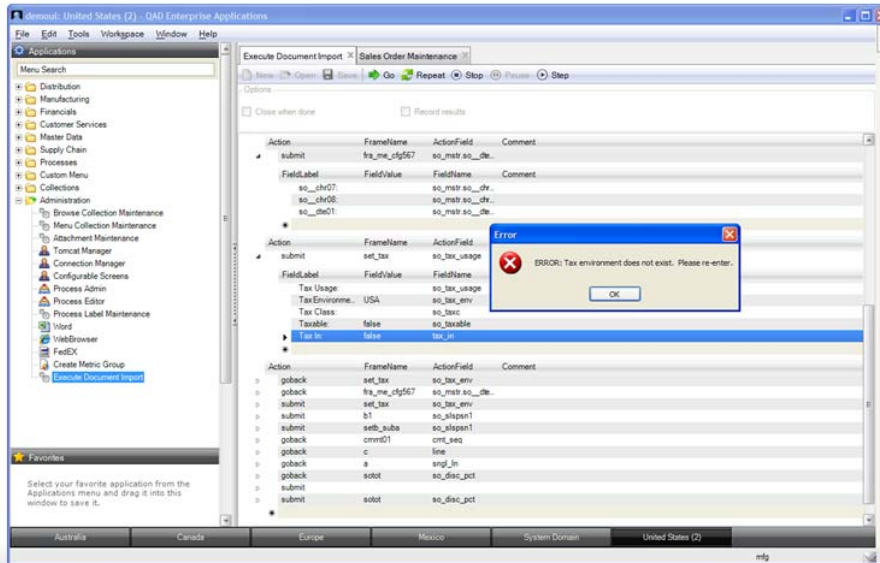 demoui: United States (2) - QAD Enterprise Applications
File Edit Tools Workspace Window Help
Applications
Menu Search
Distribution
Manufacturing
Financials
Customer Services
Master Data
Supply Chain
Processes
Custom Menu
Collections
Administration
Browse Collection Maintenance
Menu Collection Maintenance
Attachment Maintenance
Tomcat Manager
Connection Manager
Configurable Screens
Process Admin
Process Editor
Process Label Maintenance
Word
WebBrowser
FedEX
Create Metric Group
Execute Document Import
Favorites
Select your favorite application from the
Applications menu and drag it into this
window to save it.
Execute Document Import Sales Order Maintenance
New Open Save Go Repeat Stop Pause Step
Options
Close when done Record results
Action FrameName ActionField Comment
submit fra_me_cfg567 so_mstr.so__dte..
FieldLabel FieldValue FieldName Comment
so__chr07: so_mstr.so__chr..
so__chr08: so_mstr.so__chr..
so__dte01: so_mstr.so__dte..
Action FrameName ActionField
submit set_tax so_tax_usage
FieldLabel FieldValue FieldName
Tax Usage: so_tax_usage
Tax Environme.. USA so_tax_env
Tax Class: so_taxc
Taxable: false so_taxable
Tax In: false tax_in
Error
ERROR: Tax environment does not exist. Please re-enter.
OK
Action FrameName ActionField Comment
goback set_tax so_tax_env
goback fra_me_cfg567 so_mstr.so__dte..
submit set_tax so_tax_env
submit b1 so_slspsn1
submit setb_suba so_slspsn1
goback cmmt01 cmt_seq
goback c line
goback a sngl_ln
goback sotot so_disc_pct
submit
submit sotot so_disc_pct
Australia Canada Europe Mexico System Domain United States (2)
mfg